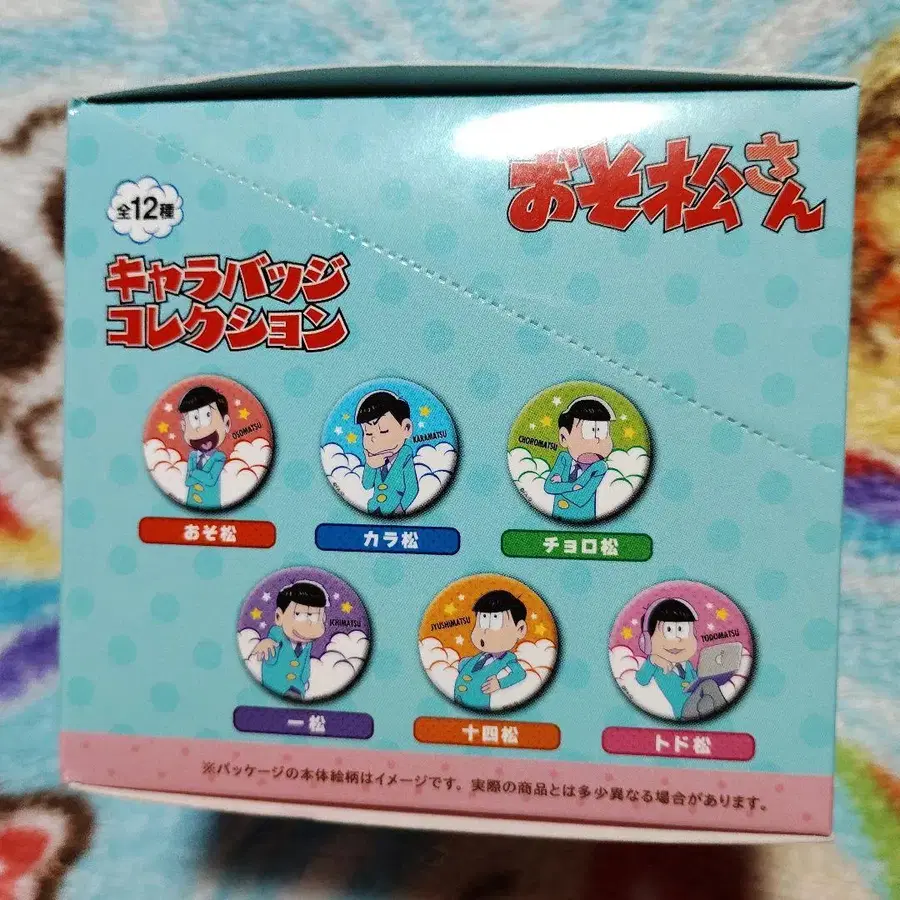 おそ松さん
全12種
キャラバッジ
コレクション
OSOMATSU
KARAMATSU
CHOROMATSU
おそ松
カラ松
チョロ松
ICHIMATSU
JYUSHIMATSU
TODOMATSU
一松
十四松
トド松
※パッケージの本体絵柄はイメージです。実際の商品とは多少異なる場合があります。